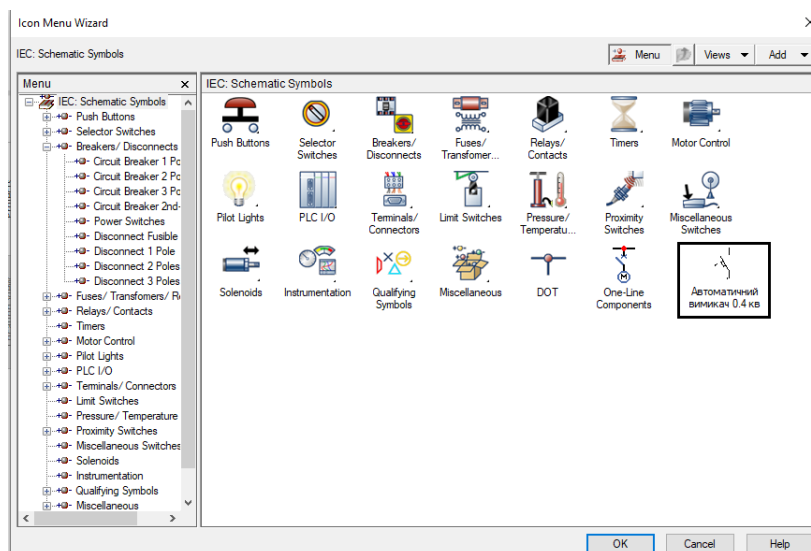 Icon Menu Wizard
IEC: Schematic Symbols
Menu
Views
Add
Menu
IEC: Schematic Symbols
Push Buttons
Selector Switches
Breakers/ Disconnects
Circuit Breaker 1 Po
Circuit Breaker 2 Po
Circuit Breaker 3 Po
Circuit Breaker 2nd-
Power Switches
Disconnect Fusible
Disconnect 1 Pole
Disconnect 2 Poles
Disconnect 3 Poles
Fuses/ Transfomers/ R
Relays/ Contacts
Timers
Motor Control
Pilot Lights
PLC I/O
Terminals/ Connectors
Limit Switches
Pressure/ Temperature
Proximity Switches
Miscellaneous Switches
Solenoids
Instrumentation
Qualifying Symbols
Miscellaneous
IEC: Schematic Symbols
Push Buttons
Selector
Switches
Breakers/
Disconnects
Fuses/
Transfomer...
Relays/
Contacts
Timers
Motor Control
Pilot Lights
PLC I/O
Terminals/
Connectors
Limit Switches
Pressure/
Temperatu...
Proximity
Switches
Miscellaneous
Switches
Solenoids
Instrumentation
Qualifying
Symbols
Miscellaneous
DOT
One-Line
Components
Автоматичний
вимикач 0.4 кв
OK
Cancel
Help